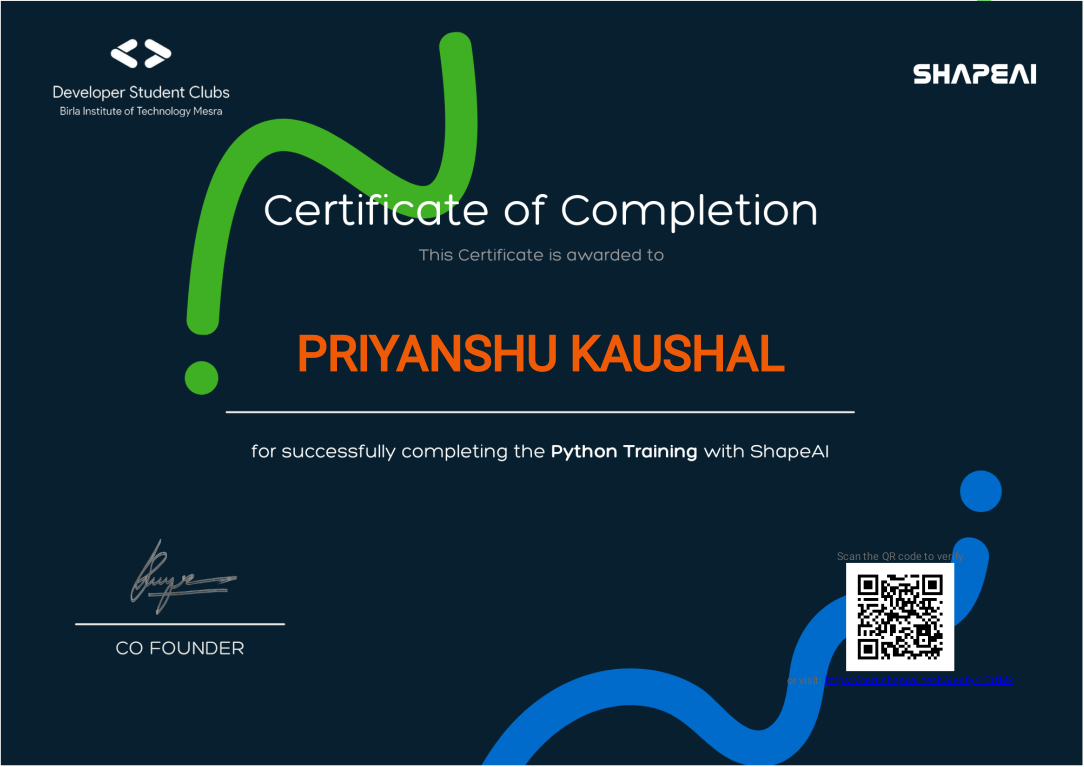 Developer Student Clubs
Birla Institute of Technology Mesra
SHAPEAI
Certificate of Completion
This Certificate is awarded to
PRIYANSHU KAUSHAL
for successfully completing the Python Training with ShapeAI
CO FOUNDER
Scan the QR code to verify
or visit: